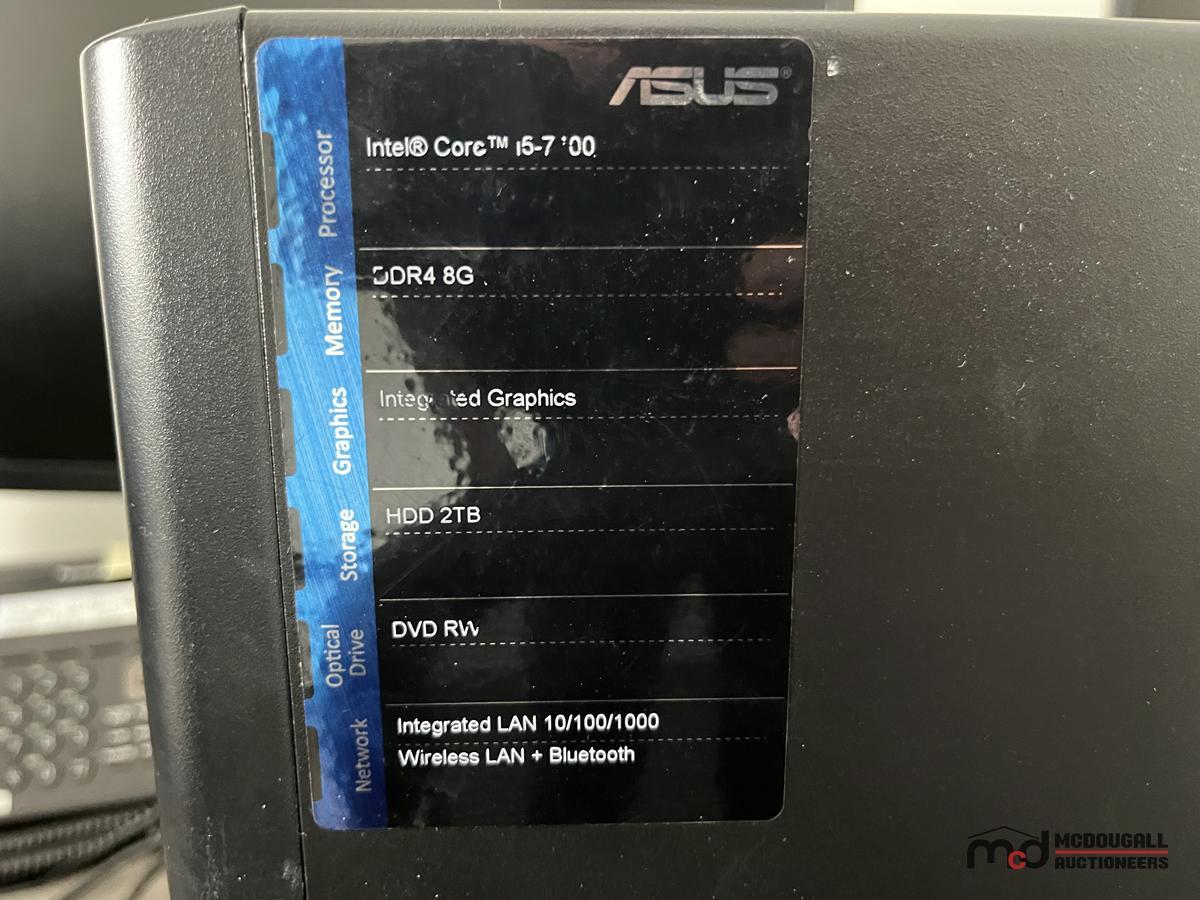 ASUS®
Processor
Intel® Core™ i5-7
Memory
DDR4 8G
Graphics
Integrated Graphics
Storage
HDD 2TB
Optical
Drive
DVD RW
Network
Integrated LAN 10/100/1000
Wireless LAN + Bluetooth
mcd MCDOUGALL
AUCTIONEERS